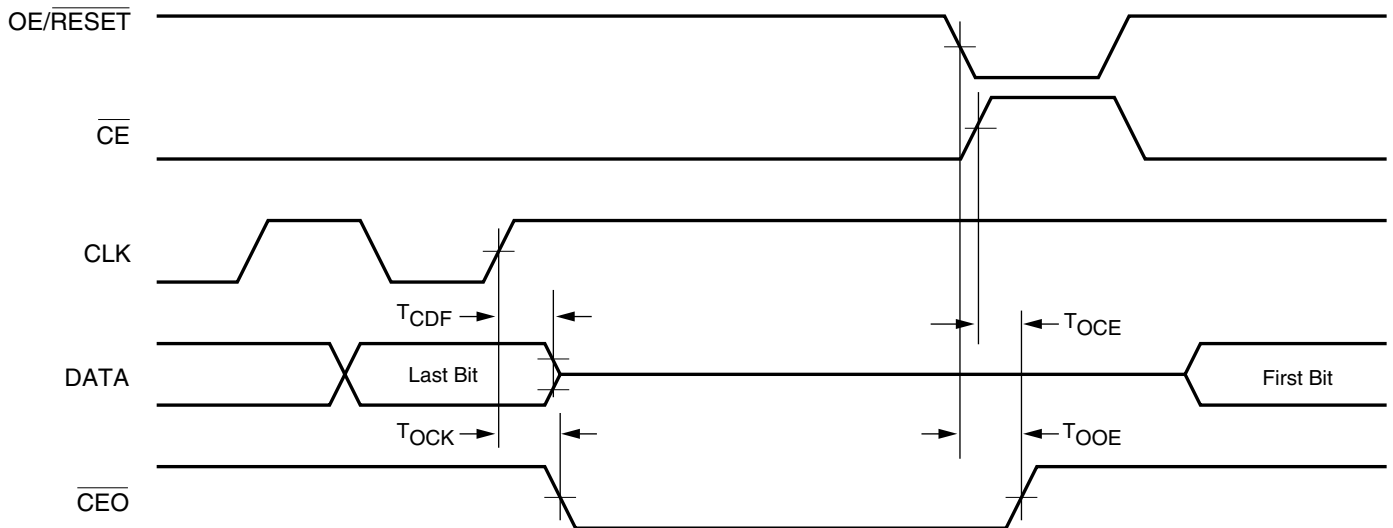 OE/RESET
CE
CLK
TCDF
TOCE
DATA
Last Bit
First Bit
TOCK
TOOE
CEO